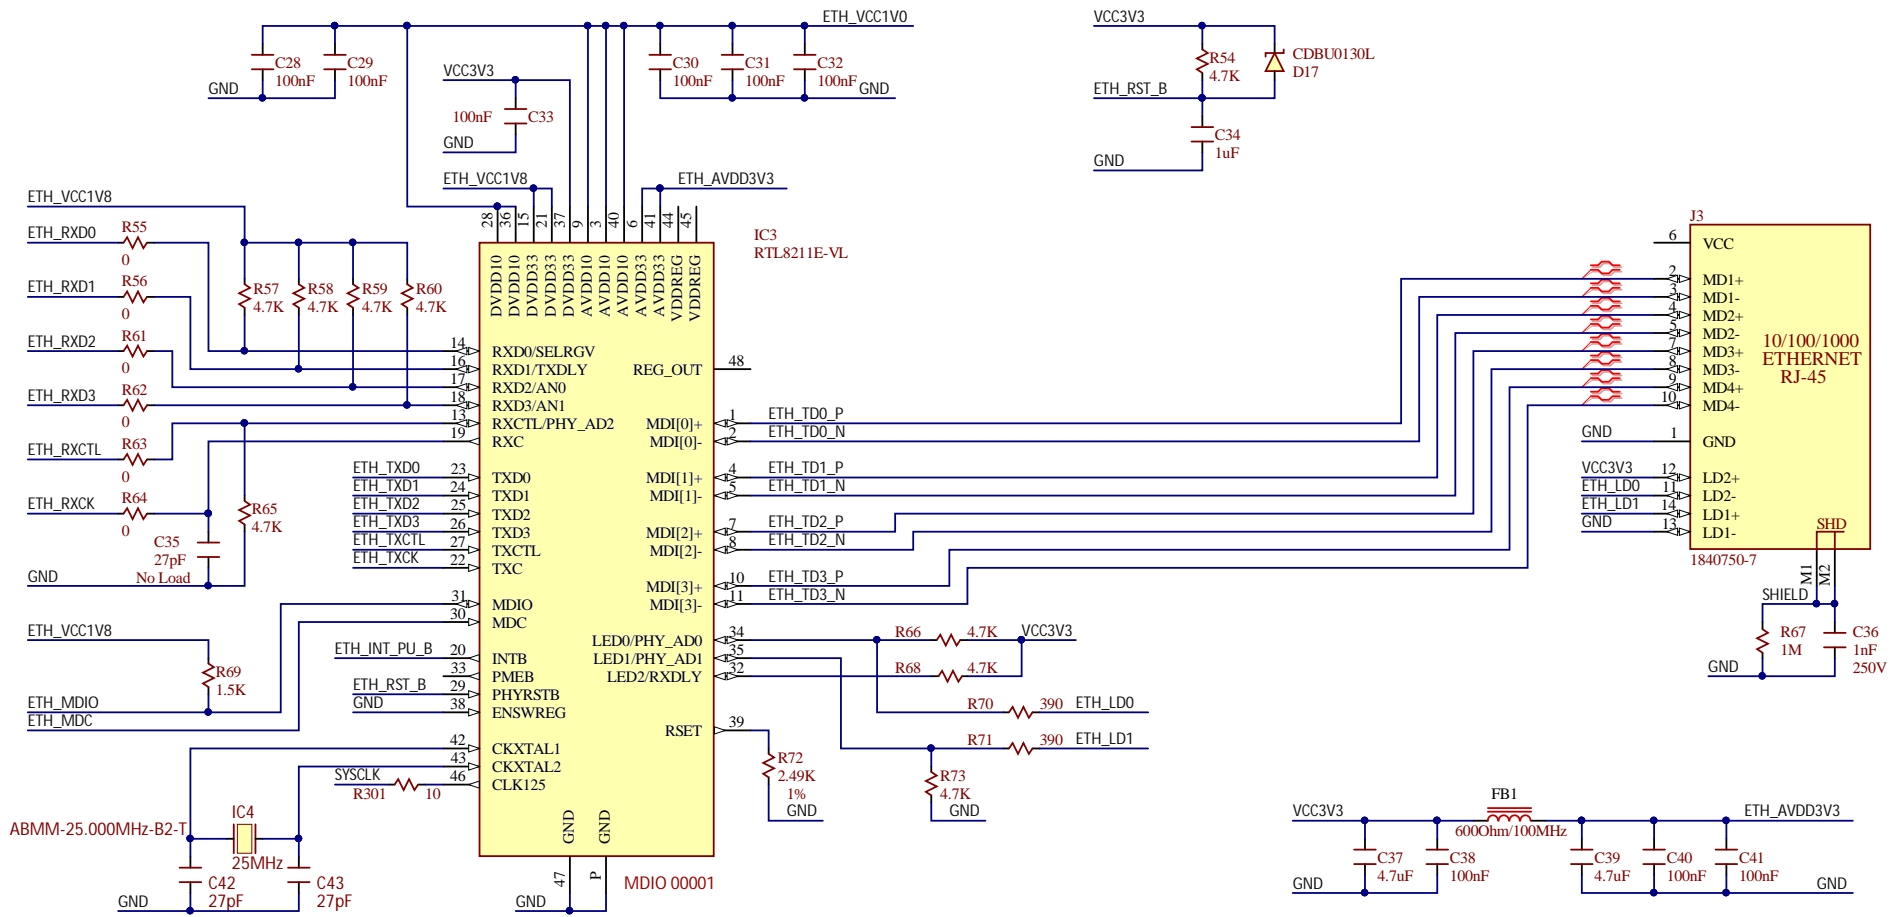 ETH_VCC1V0
C28
100nF
C29
100nF
GND
VCC3V3
100nF
C33
GND
C30
100nF
C31
100nF
C32
100nF
GND
VCC3V3
R54
4.7K
CDBU0130L
D17
ETH_RST_B
C34
1uF
GND
ETH_VCC1V8
ETH_AVDD3V3
28
36
15
21
37
9
3
40
6
41
44
45
IC3
RTL8211E-VL
DVDD10
DVDD10
DVDD33
DVDD33
DVDD33
AVDD10
AVDD10
AVDD10
AVDD33
AVDD33
VDDREG
VDDREG
ETH_VCC1V8
ETH_RXD0
R55
0
ETH_RXD1
R56
0
R57
4.7K
R58
4.7K
R59
4.7K
R60
4.7K
ETH_RXD2
R61
0
ETH_RXD3
R62
0
ETH_RXCTL
R63
0
ETH_RXCK
R64
0
R65
4.7K
C35
27pF
No Load
GND
14 RXD0/SELRGV
16 RXD1/TXDLY
17 RXD2/AN0
18 RXD3/AN1
13 RXCTL/PHY_AD2
19 RXC
ETH_TXD0 23 TXD0
ETH_TXD1 24 TXD1
ETH_TXD2 25 TXD2
ETH_TXD3 26 TXD3
ETH_TXCTL 27 TXCTL
ETH_TXCK 22 TXC
31 MDIO
30 MDC
ETH_INT_PU_B 20 INTB
33 PMEB
ETH_RST_B 29 PHYRSTB
GND 38 ENSWREG
42 CKXTAL1
43 CKXTAL2
SYSCLK 46 CLK125
R301 10
ETH_VCC1V8
R69
1.5K
ETH_MDIO
ETH_MDC
IC4
ABMM-25.000MHz-B2-T
25MHz
C42
27pF
C43
27pF
GND
GND
GND
47
P
GND
MDIO 00001
REG_OUT 48
MDI[0]+ 1 ETH_TD0_P
MDI[0]- 2 ETH_TD0_N
MDI[1]+ 4 ETH_TD1_P
MDI[1]- 5 ETH_TD1_N
MDI[2]+ 7 ETH_TD2_P
MDI[2]- 8 ETH_TD2_N
MDI[3]+ 10 ETH_TD3_P
MDI[3]- 11 ETH_TD3_N
LED0/PHY_AD0 34 R66 4.7K VCC3V3
LED1/PHY_AD1 35
LED2/RXDLY 32 R68 4.7K
R70 390 ETH_LD0
RSET 39
R71 390 ETH_LD1
R72
2.49K
1%
GND
R73
4.7K
GND
J3
6 VCC
2 MD1+
3 MD1-
4 MD2+
5 MD2-
7 MD3+
8 MD3-
9 MD4+
10 MD4-
10/100/1000
ETHERNET
RJ-45
GND 1 GND
VCC3V3 12 LD2+
ETH_LD0 11 LD2-
ETH_LD1 14 LD1+
GND 13 LD1-
SHD
1840750-7
M1
M2
SHIELD
R67
1M
C36
1nF
250V
GND
FB1
VCC3V3
ETH_AVDD3V3
600Ohm/100MHz
C37
4.7uF
C38
100nF
C39
4.7uF
C40
100nF
C41
100nF
GND
GND